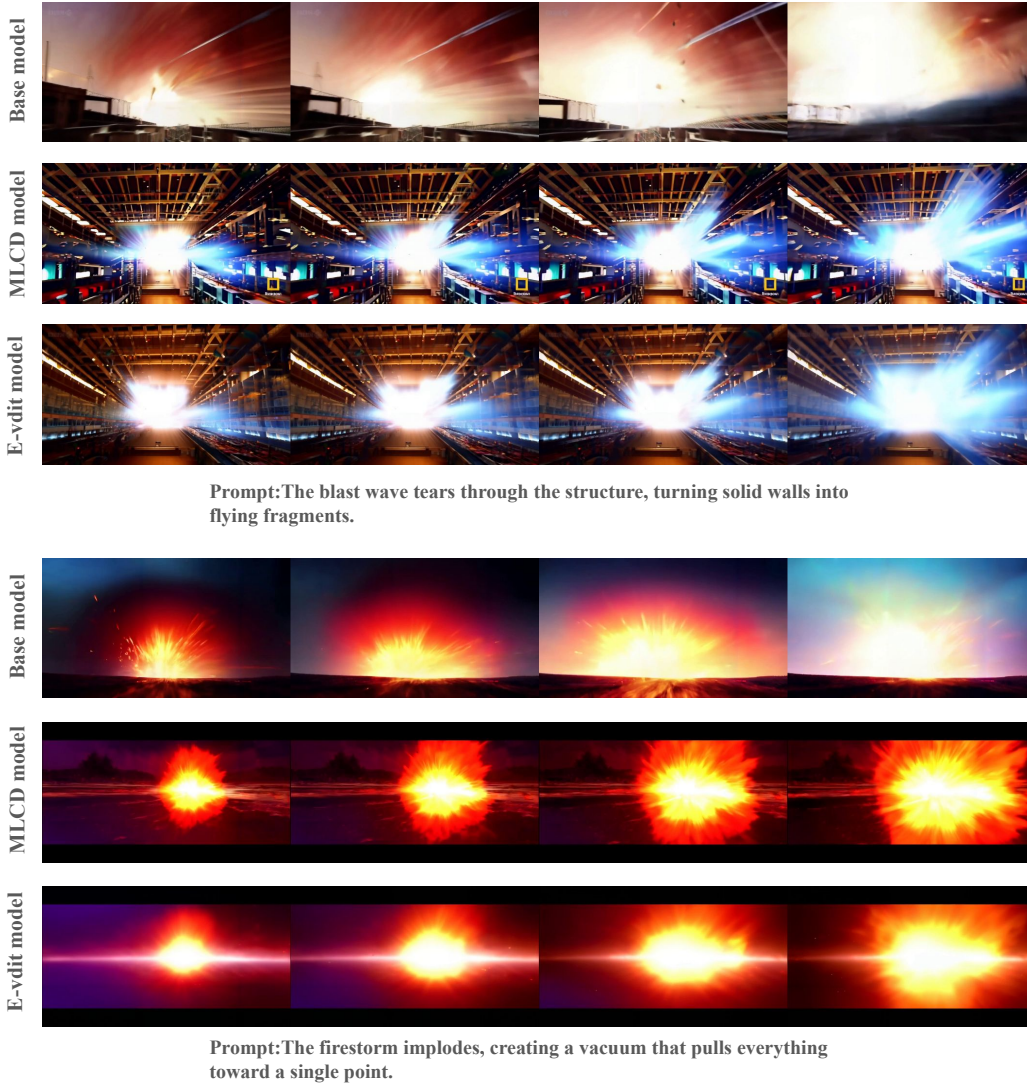 Base model
MLCD model
E-vdit model
Prompt:The blast wave tears through the structure, turning solid walls into
flying fragments.
Base model
MLCD model
E-vdit model
Prompt:The firestorm implodes, creating a vacuum that pulls everything
toward a single point.